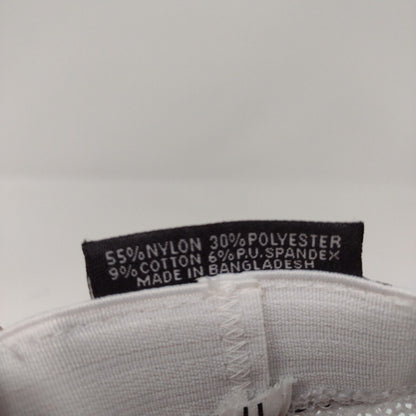 55% NYLON 30% POLYESTER
9% COTTON 6% P.U. SPANDEX
MADE IN BANGLADESH